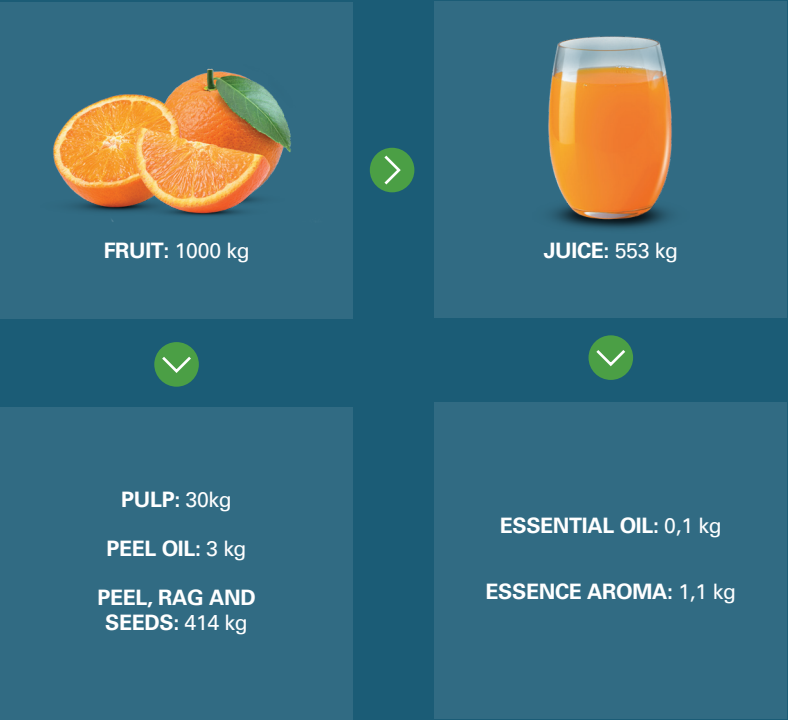 FRUIT: 1000 kg
JUICE: 553 kg
PULP: 30kg
PEEL OIL: 3 kg
PEEL, RAG AND
SEEDS: 414 kg
ESSENTIAL OIL: 0,1 kg
ESSENCE AROMA: 1,1 kg